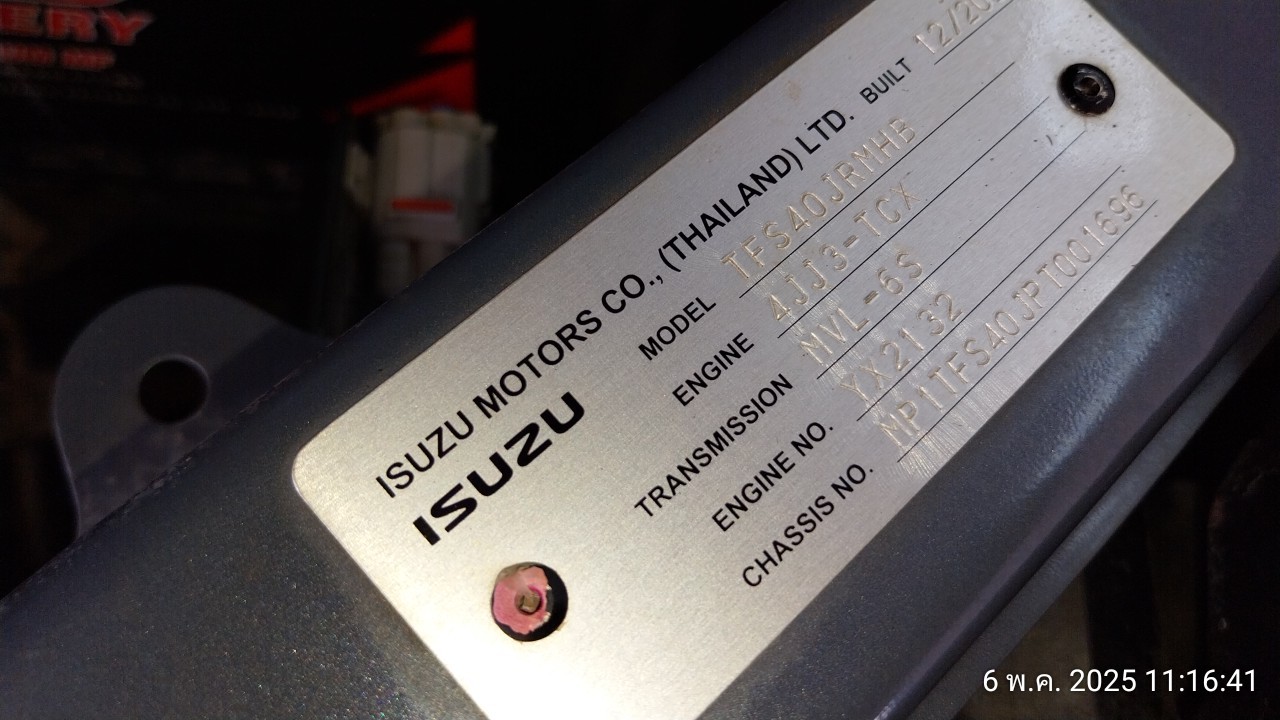 ERY
ISUZU MOTORS CO., (THAILAND) LTD. BUILT
ISUZU
MODEL TFS40JRMHB
ENGINE 4JJ3-TCX
TRANSMISSION MVL-6S
ENGINE NO. YX2132
CHASSIS NO. MP1TFS40JPT001696
6 พ.ค. 2025 11:16:41